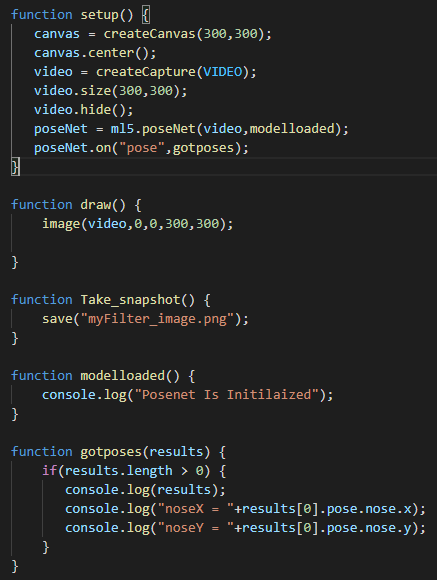 function setup() {
canvas = createCanvas(300,300);
canvas.center();
video = createCapture(VIDEO);
video.size(300,300);
video.hide();
poseNet = ml5.poseNet(video,modelloaded);
poseNet.on("pose",gotposes);
}
function draw() {
image(video,0,0,300,300);
}
function Take_snapshot() {
save("myFilter_image.png");
}
function modelloaded() {
console.log("Posenet Is Initilaized");
}
function gotposes(results) {
if(results.length > 0) {
console.log(results);
console.log("noseX = "+results[0].pose.nose.x);
console.log("noseY = "+results[0].pose.nose.y);
}
}